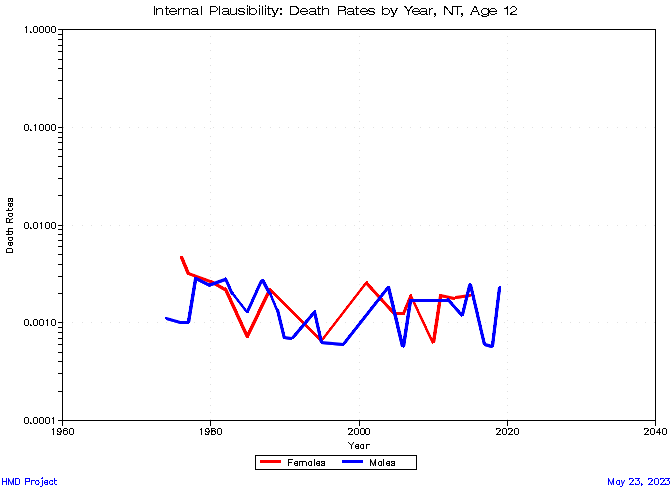 Internal Plausibility: Death Rates by Year, NT, Age 12
1.0000
0.1000
0.0100
0.0010
0.0001
Death Rates
1960
1980
2000
2020
2040
Year
Females
Males
HMD Project
May 23, 2023